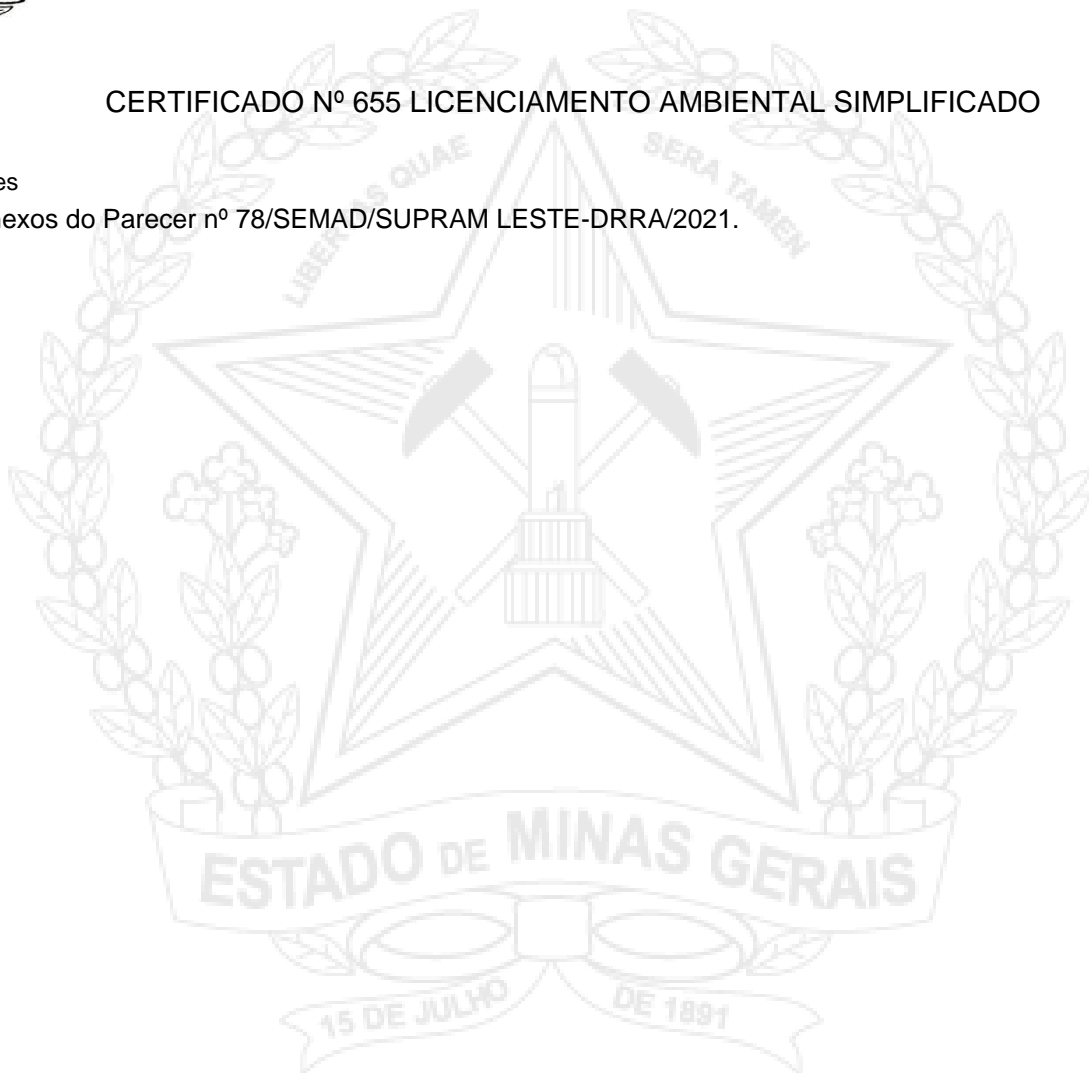 CERTIFICADO Nº 655 LICENCIAMENTO AMBIENTAL SIMPLIFICADO
es
exos do Parecer nº 78/SEMAD/SUPRAM LESTE-DRRA/2021.
LIBERTAS QUAE SERA TAMEN
ESTADO DE MINAS GERAIS
15 DE JULHO DE 1891